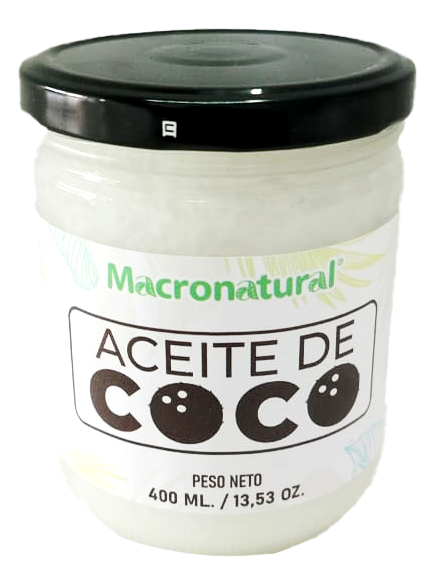 Macronatural®
ACEITE DE
COCO
PESO NETO
400 ML. / 13,53 OZ.